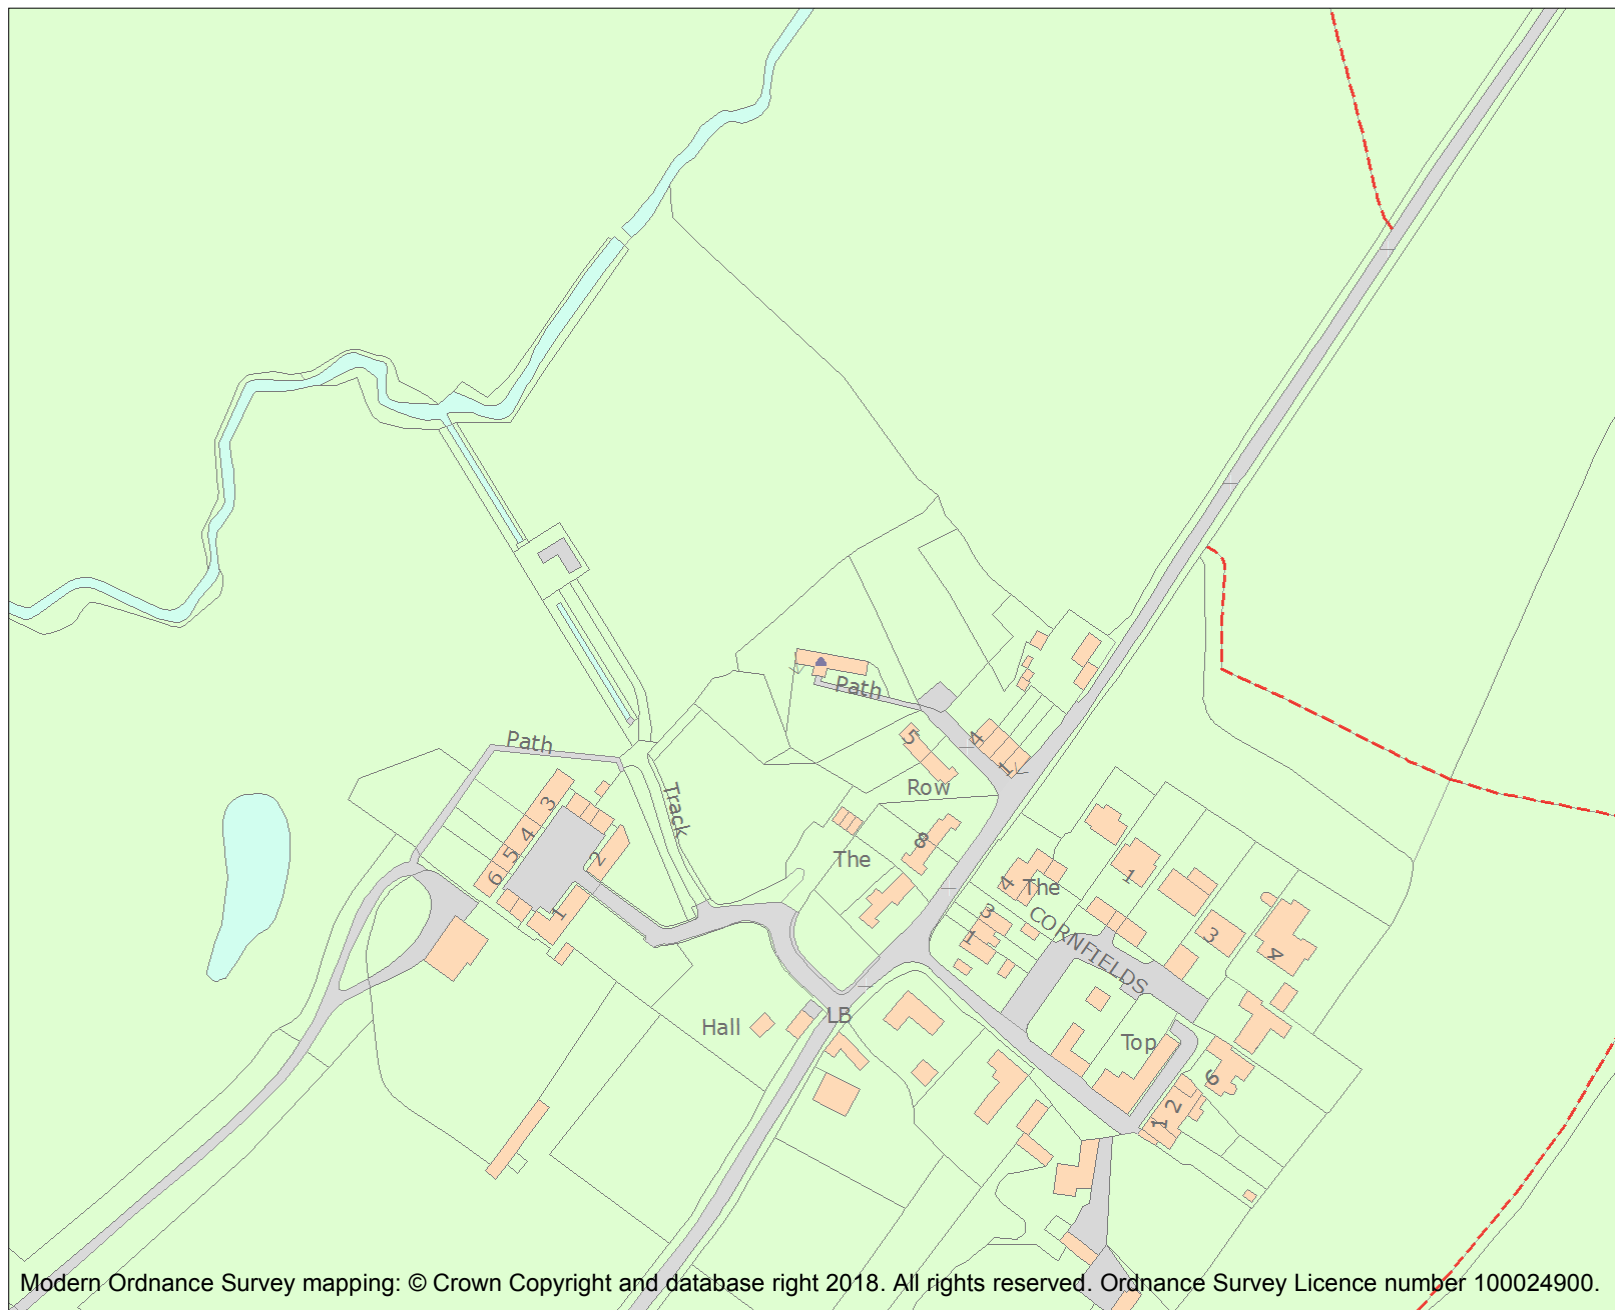 Path
5
4
1
Path
Track
Row
3
4
5
6
2
1
8
The
4
The
1
3
1
CORNFIELDS
3
4
Hall
LB
Top
6
2
1
Modern Ordnance Survey mapping: © Crown Copyright and database right 2018. All rights reserved. Ordnance Survey Licence number 100024900.